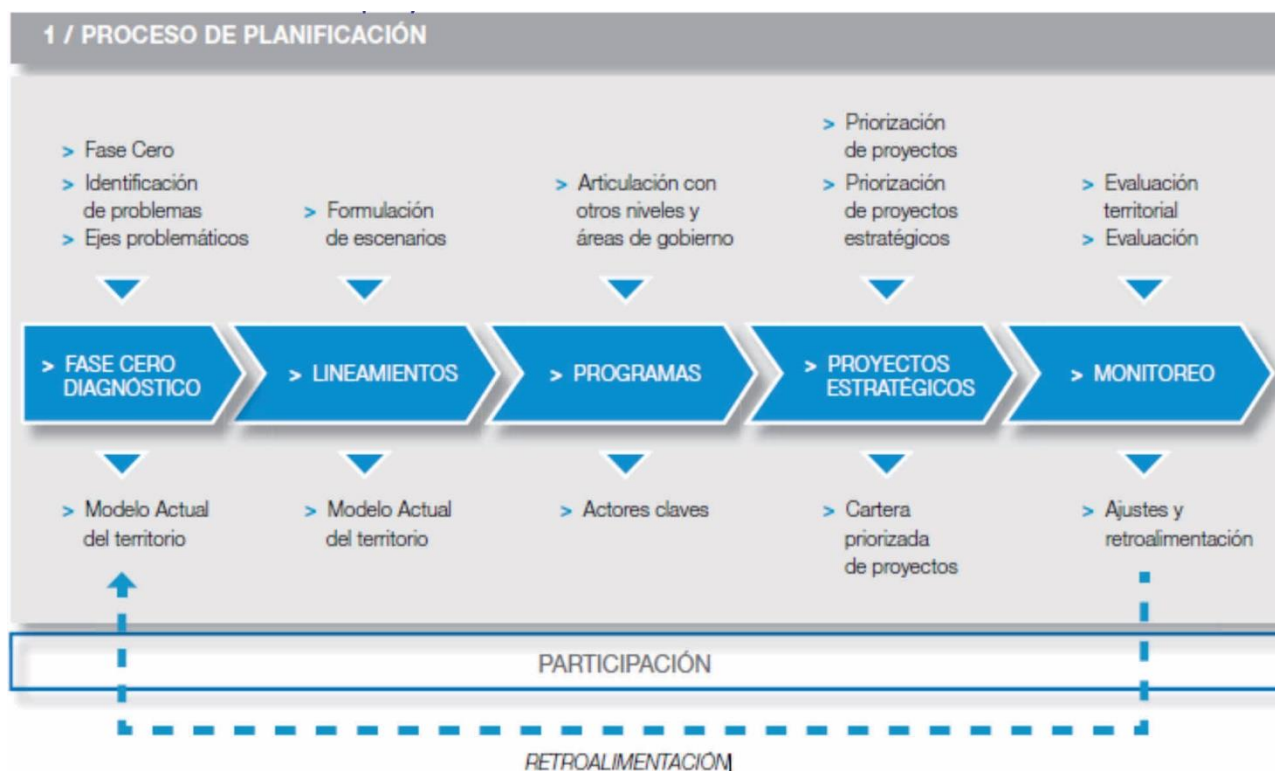 1 / PROCESO DE PLANIFICACIÓN
> Fase Cero
> Identificación
de problemas
> Ejes problemáticos
> Formulación
de escenarios
> Articulación con
otros niveles y
áreas de gobierno
> Priorización
de proyectos
> Priorización
de proyectos
estratégicos
> Evaluación
territorial
> Evaluación
> FASE CERO
DIAGNÓSTICO
> LINEAMIENTOS
> PROGRAMAS
> PROYECTOS
ESTRATÉGICOS
> MONITOREO
> Modelo Actual
del territorio
> Modelo Actual
del territorio
> Actores claves
> Cartera
priorizada
de proyectos
> Ajustes y
retroalimentación
PARTICIPACIÓN
RETROALIMENTACIÓN